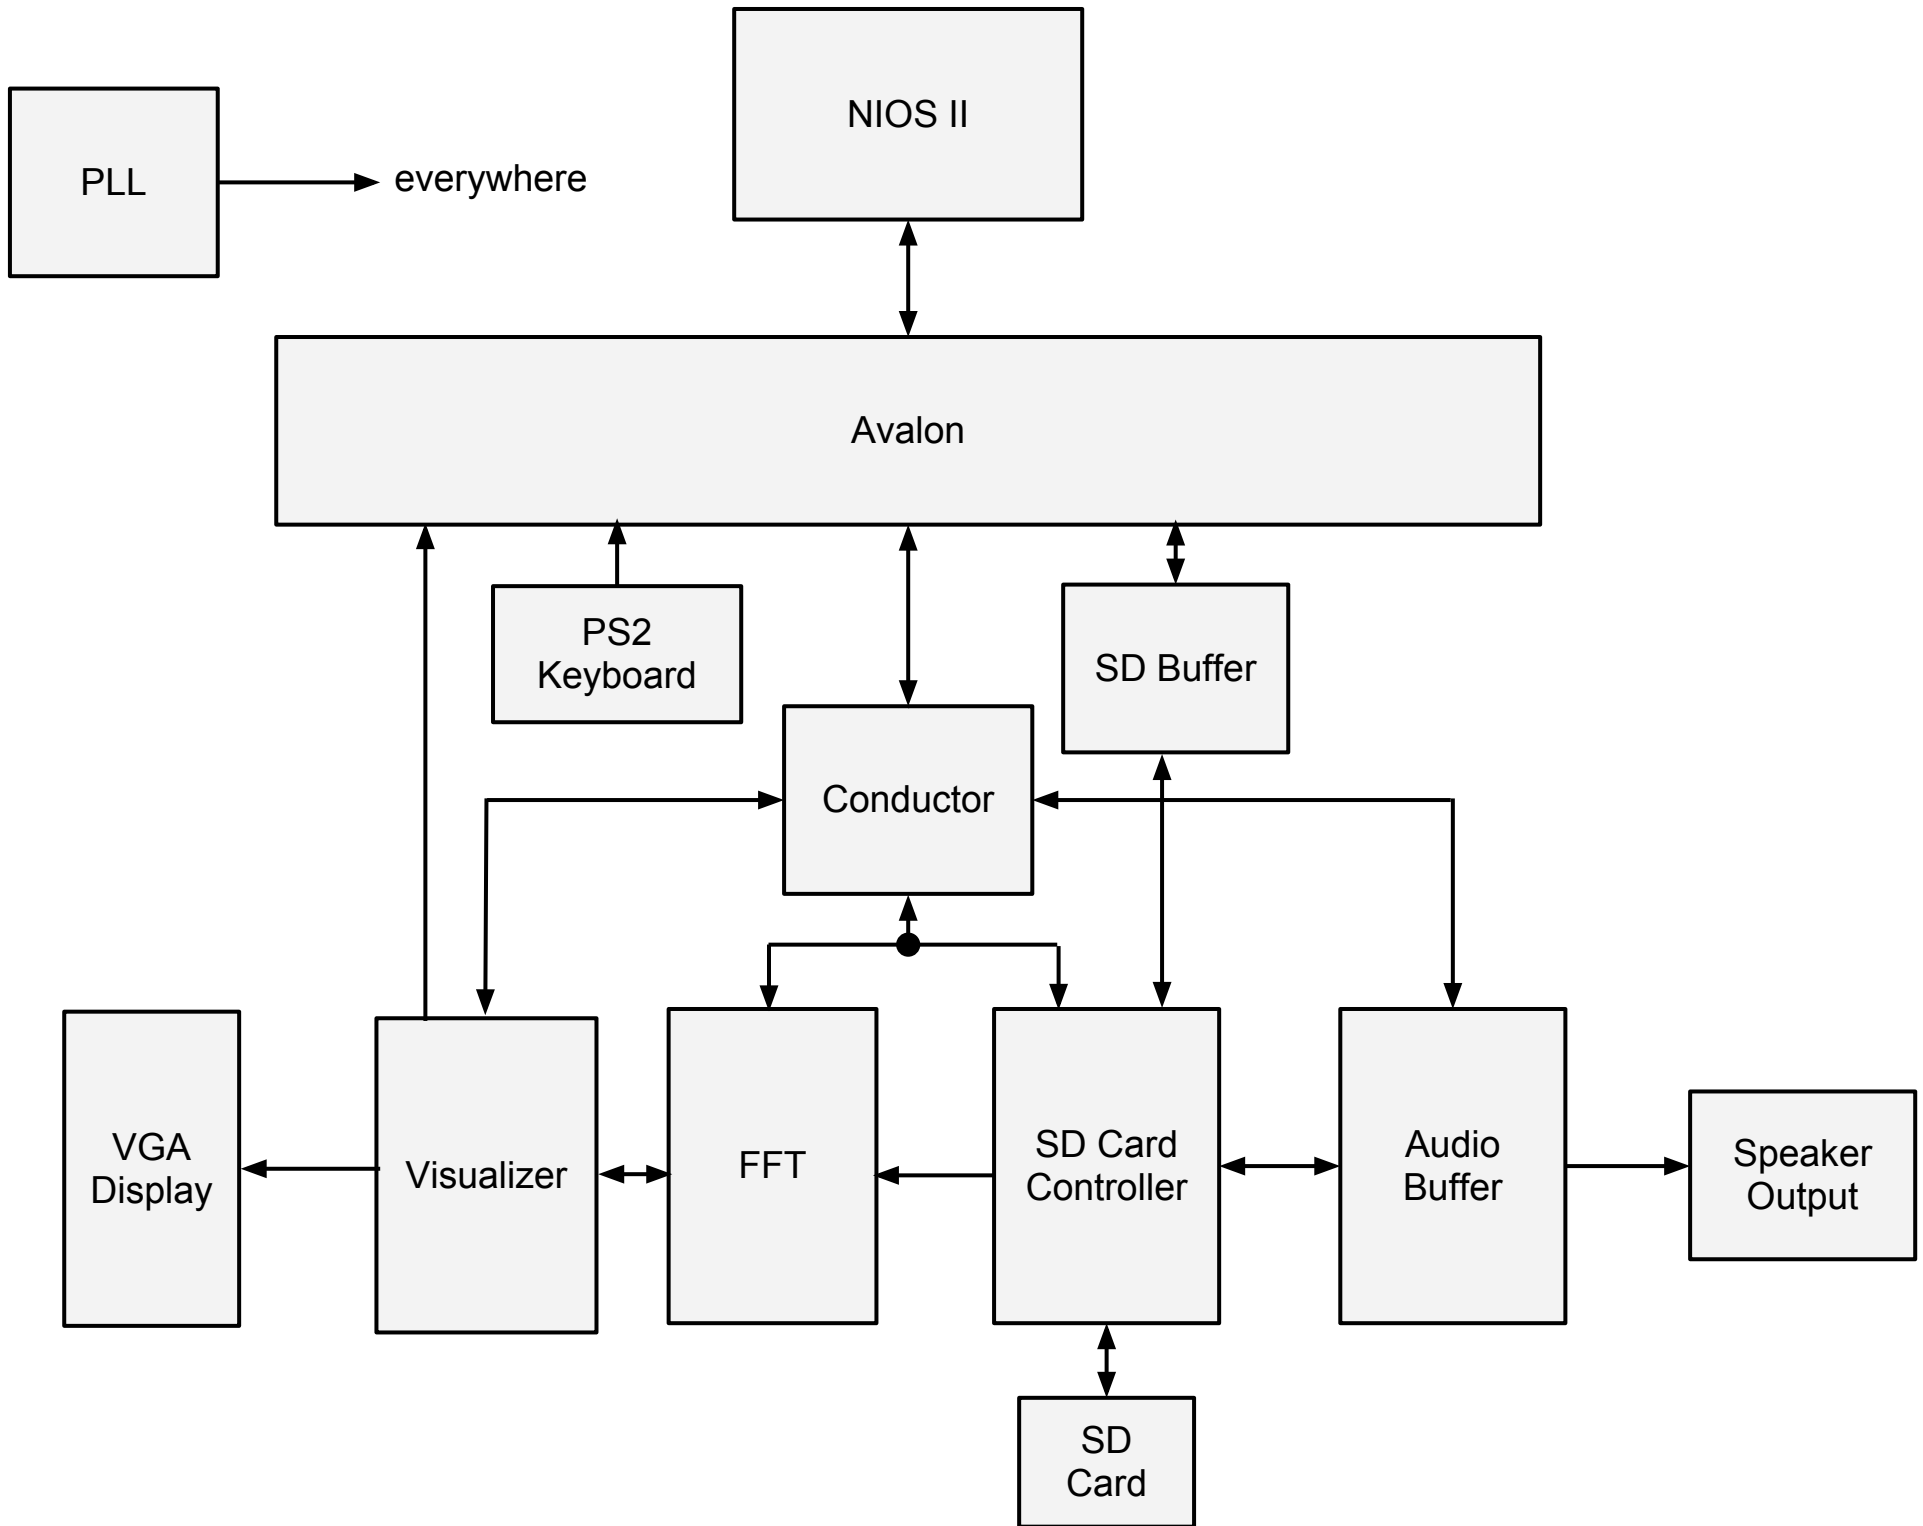 NIOS II
PLL
everywhere
Avalon
PS2
Keyboard
SD Buffer
Conductor
VGA
Display
Visualizer
FFT
SD Card
Controller
Audio
Buffer
Speaker
Output
SD
Card